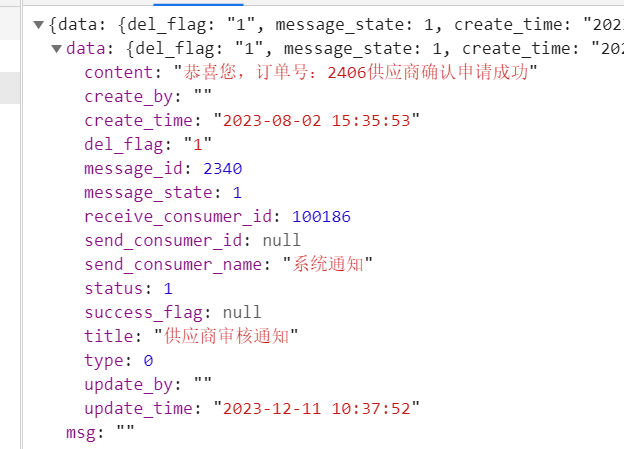 ▼{data: {del_flag: "1", message_state: 1, create_time: "202
▼data: {del_flag: "1", message_state: 1, create_time: "202
content: "恭喜您，订单号：2406供应商确认申请成功"
create_by: ""
create_time: "2023-08-02 15:35:53"
del_flag: "1"
message_id: 2340
message_state: 1
receive_consumer_id: 100186
send_consumer_id: null
send_consumer_name: "系统通知"
status: 1
success_flag: null
title: "供应商审核通知"
type: 0
update_by: ""
update_time: "2023-12-11 10:37:52"
msg: ""